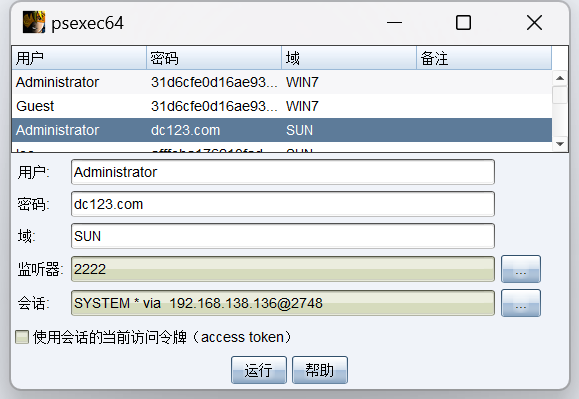 psexec64
用户 密码 域 备注
Administrator 31d6cfe0d16ae93... WIN7
Guest 31d6cfe0d16ae93... WIN7
Administrator dc123.com SUN
用户: Administrator
密码: dc123.com
域: SUN
监听器: 2222 ...
会话: SYSTEM * via 192.168.138.136@2748 ...
使用会话的当前访问令牌（access token）
运行 帮助